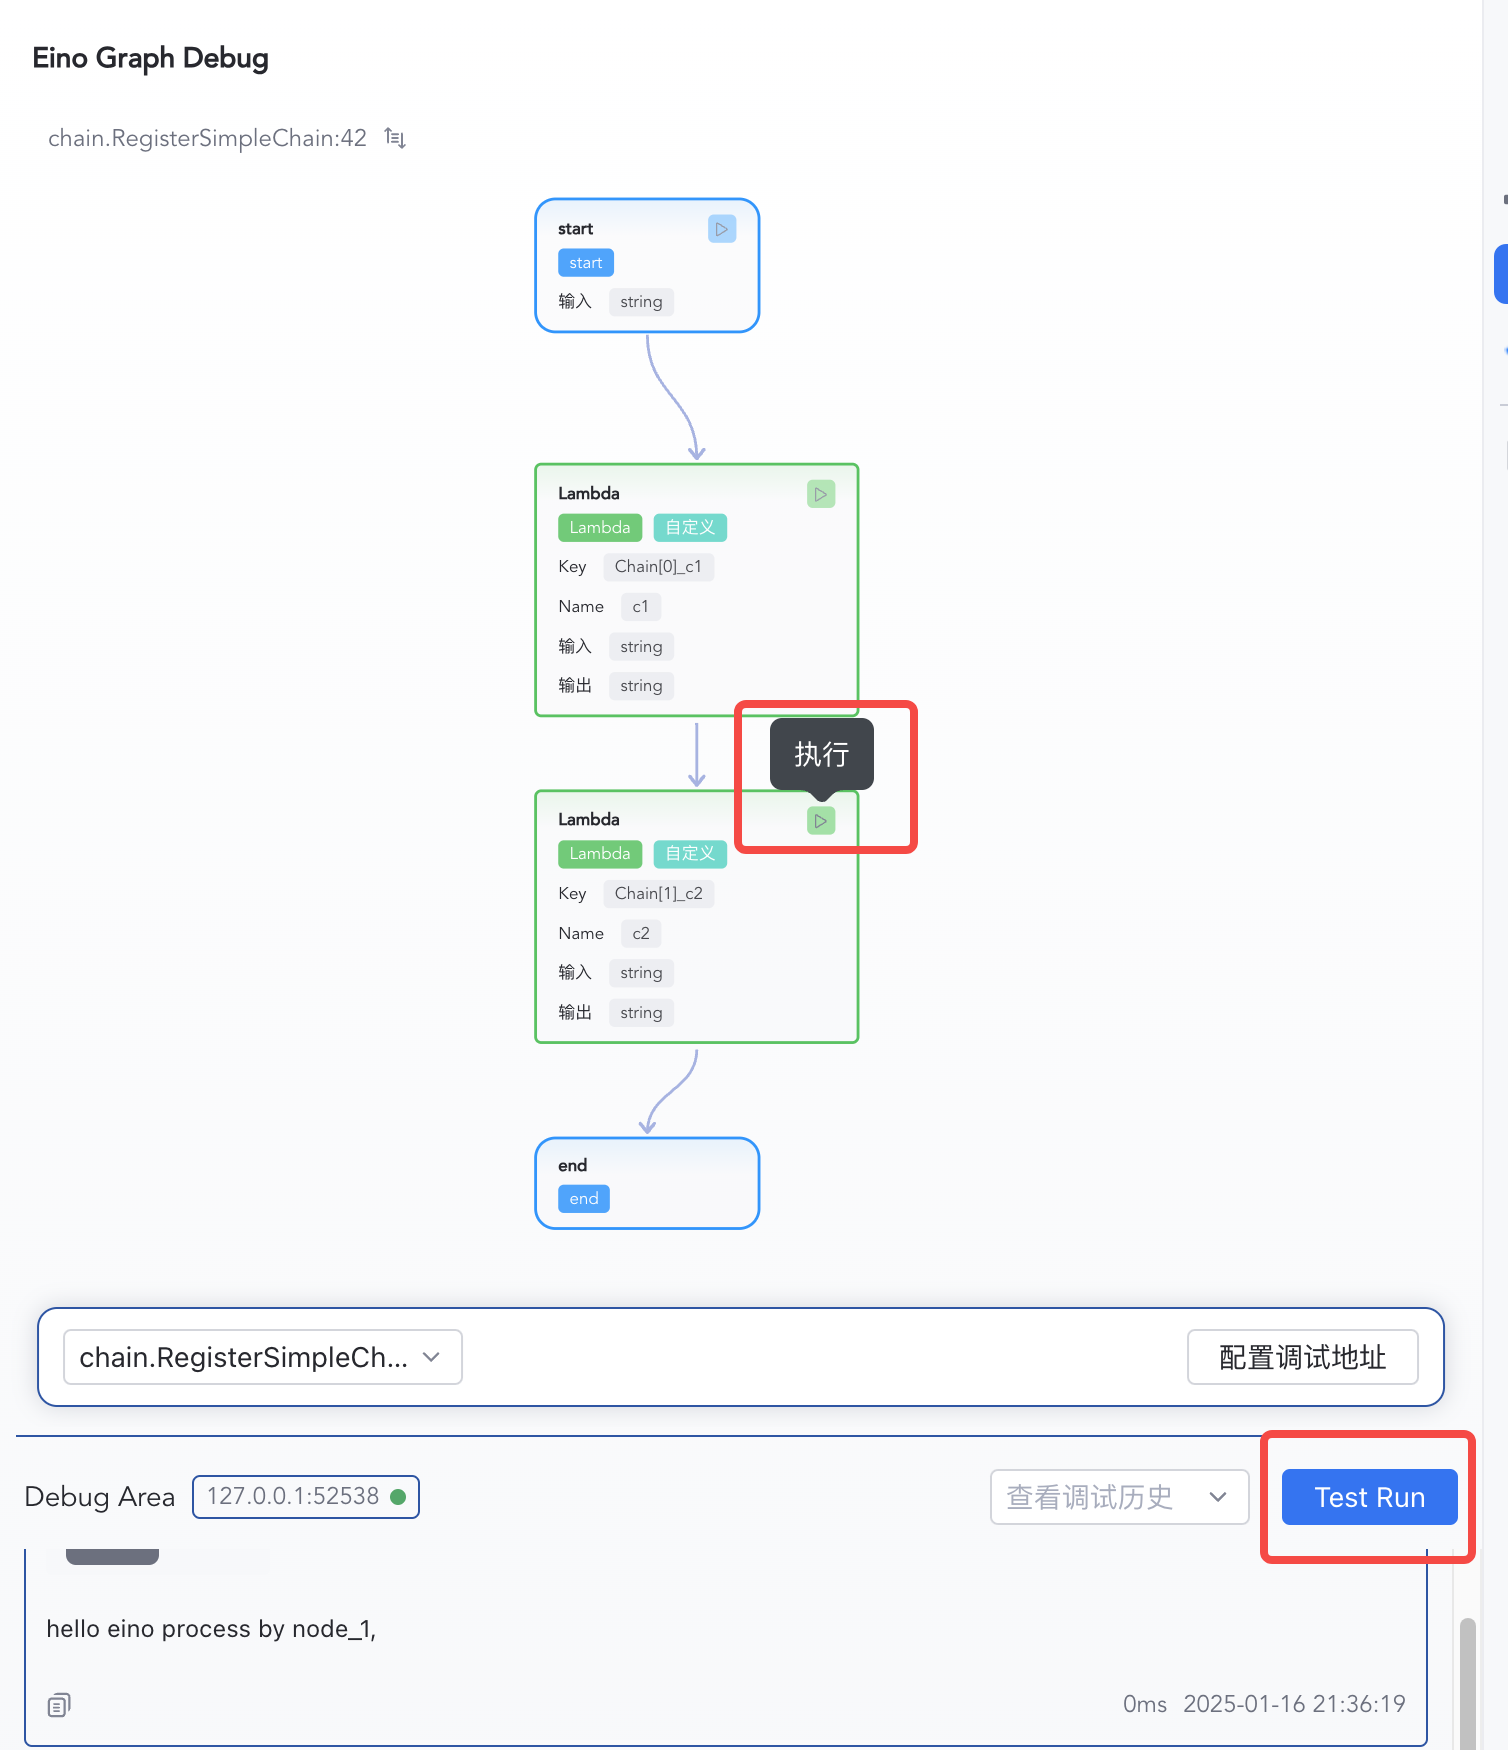 Eino Graph Debug
chain.RegisterSimpleChain:42
start
start
输入 string
Lambda
Lambda 自定义
Key Chain[0]_c1
Name c1
输入 string
输出 string
执行
Lambda
Lambda 自定义
Key Chain[1]_c2
Name c2
输入 string
输出 string
end
end
chain.RegisterSimpleCh... 配置调试地址
Debug Area 127.0.0.1:52538 查看调试历史 Test Run
hello eino process by node_1,
0ms 2025-01-16 21:36:19